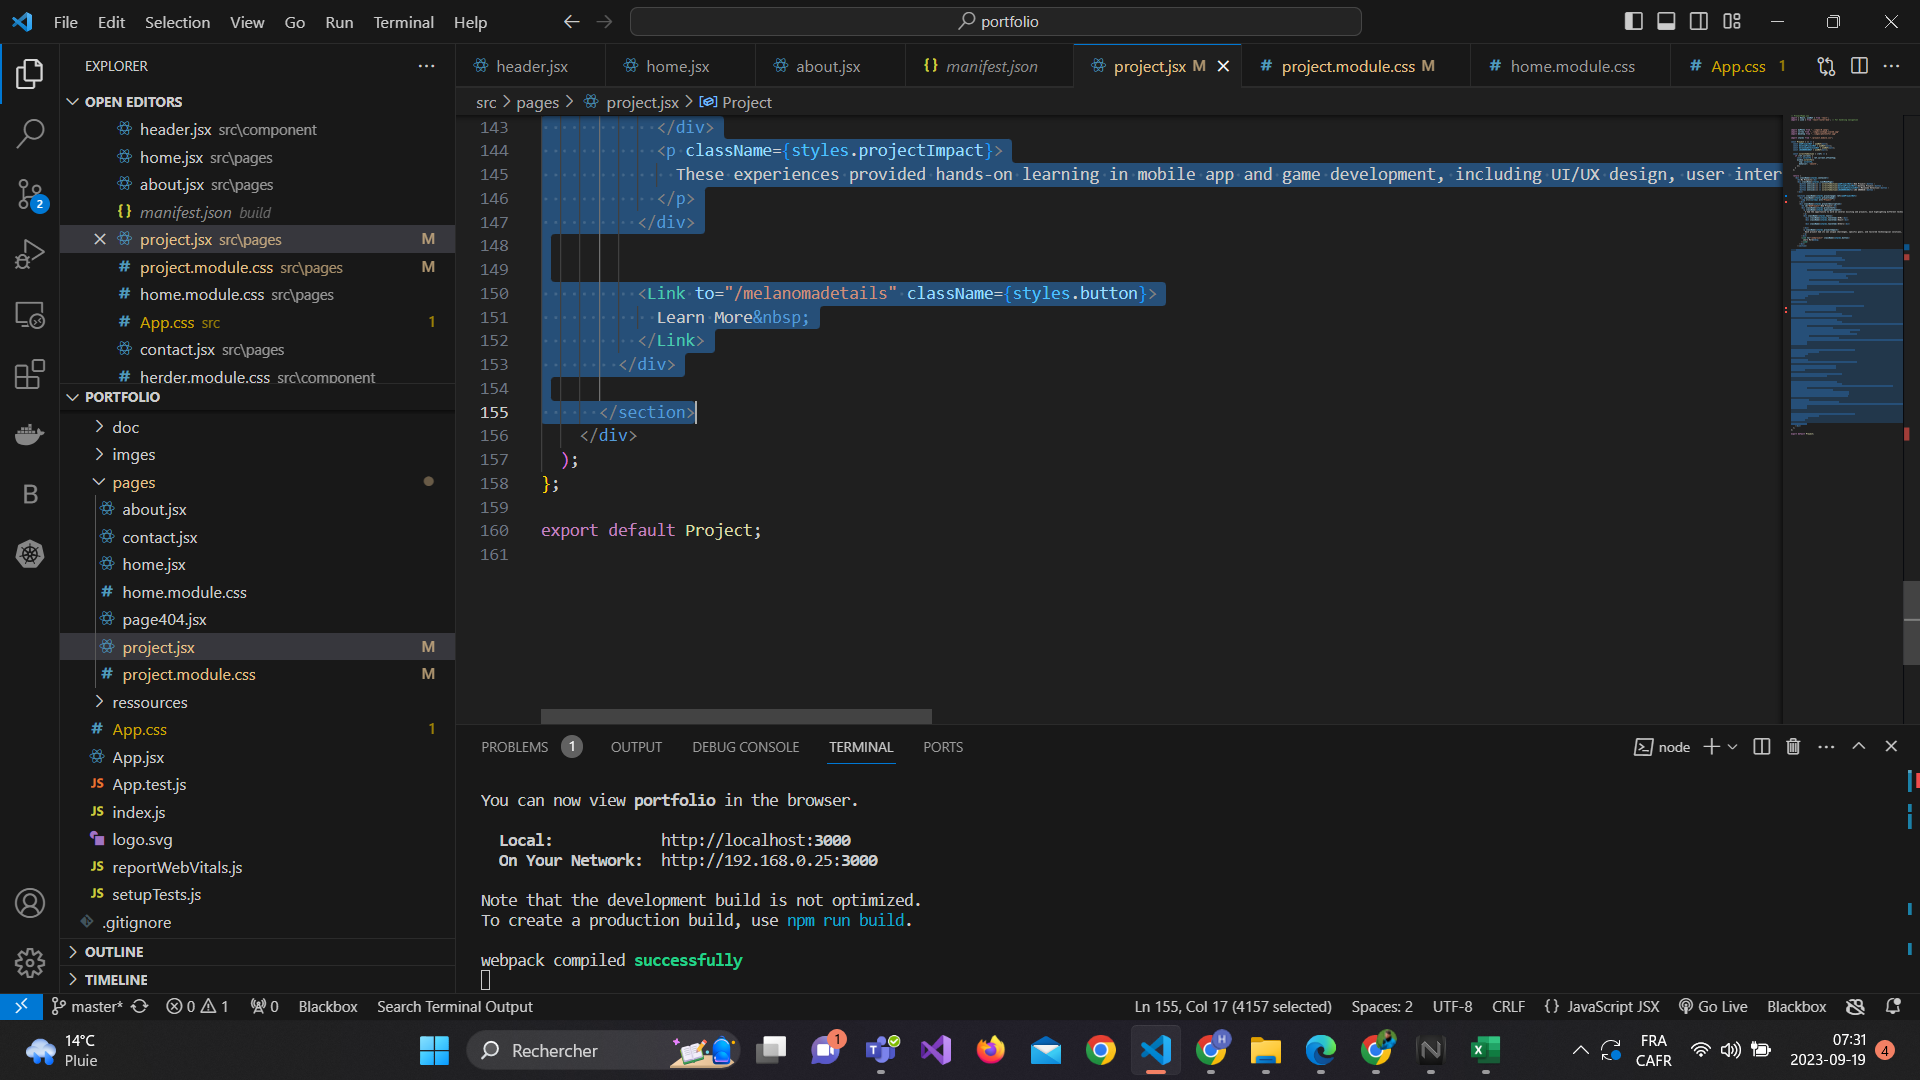 File Edit Selection View Go Run Terminal Help
portfolio
EXPLORER
OPEN EDITORS
header.jsx src\component
home.jsx src\pages
about.jsx src\pages
{} manifest.json build
project.jsx src\pages M
# project.module.css src\pages M
# home.module.css src\pages
# App.css src 1
contact.jsx src\pages
# herder.module.css src\component
PORTFOLIO
doc
imges
pages
about.jsx
contact.jsx
home.jsx
# home.module.css
page404.jsx
project.jsx M
# project.module.css M
ressources
# App.css 1
App.jsx
JS App.test.js
JS index.js
logo.svg
JS reportWebVitals.js
JS setupTests.js
.gitignore
OUTLINE
TIMELINE
2
B
header.jsx home.jsx about.jsx {} manifest.json project.jsx M # project.module.css M # home.module.css # App.css 1
src > pages > project.jsx > Project
143 </div>
144 <p className={styles.projectImpact}>
145 These experiences provided hands-on learning in mobile app and game development, including UI/UX design, user inter
146 </p>
147 </div>
148
149
150 <Link to="/melanomadetails" className={styles.button}>
151 Learn More&nbsp;
152 </Link>
153 </div>
154
155 </section>
156 </div>
157 );
158 };
159
160 export default Project;
161
PROBLEMS 1 OUTPUT DEBUG CONSOLE TERMINAL PORTS
node
You can now view portfolio in the browser.
Local: http://localhost:3000
On Your Network: http://192.168.0.25:3000
Note that the development build is not optimized.
To create a production build, use npm run build.
webpack compiled successfully
master* 0 1 0 Blackbox Search Terminal Output
Ln 155, Col 17 (4157 selected) Spaces: 2 UTF-8 CRLF {} JavaScript JSX Go Live Blackbox
14°C
Pluie
Rechercher
1
FRA
CAFR
07:31
2023-09-19
4